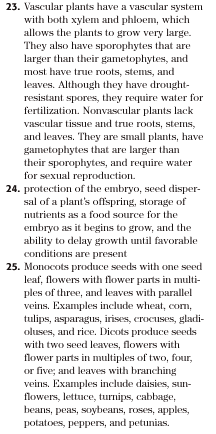 23. Vascular plants have a vascular system
with both xylem and phloem, which
allows the plants to grow very large.
They also have sporophytes that are
larger than their gametophytes, and
most have true roots, stems, and
leaves. Although they have drought-
resistant spores, they require water for
fertilization. Nonvascular plants lack
vascular tissue and true roots, stems,
and leaves. They are small plants, have
gametophytes that are larger than
their sporophytes, and require water
for sexual reproduction.
24. protection of the embryo, seed disper-
sal of a plant's offspring, storage of
nutrients as a food source for the
embryo as it begins to grow, and the
ability to delay growth until favorable
conditions are present
25. Monocots produce seeds with one seed
leaf, flowers with flower parts in multi-
ples of three, and leaves with parallel
veins. Examples include wheat, corn,
tulips, asparagus, irises, crocuses, gladi-
oluses, and rice. Dicots produce seeds
with two seed leaves, flowers with
flower parts in multiples of two, four,
or five; and leaves with branching
veins. Examples include daisies, sun-
flowers, lettuce, turnips, cabbage,
beans, peas, soybeans, roses, apples,
potatoes, peppers, and petunias.